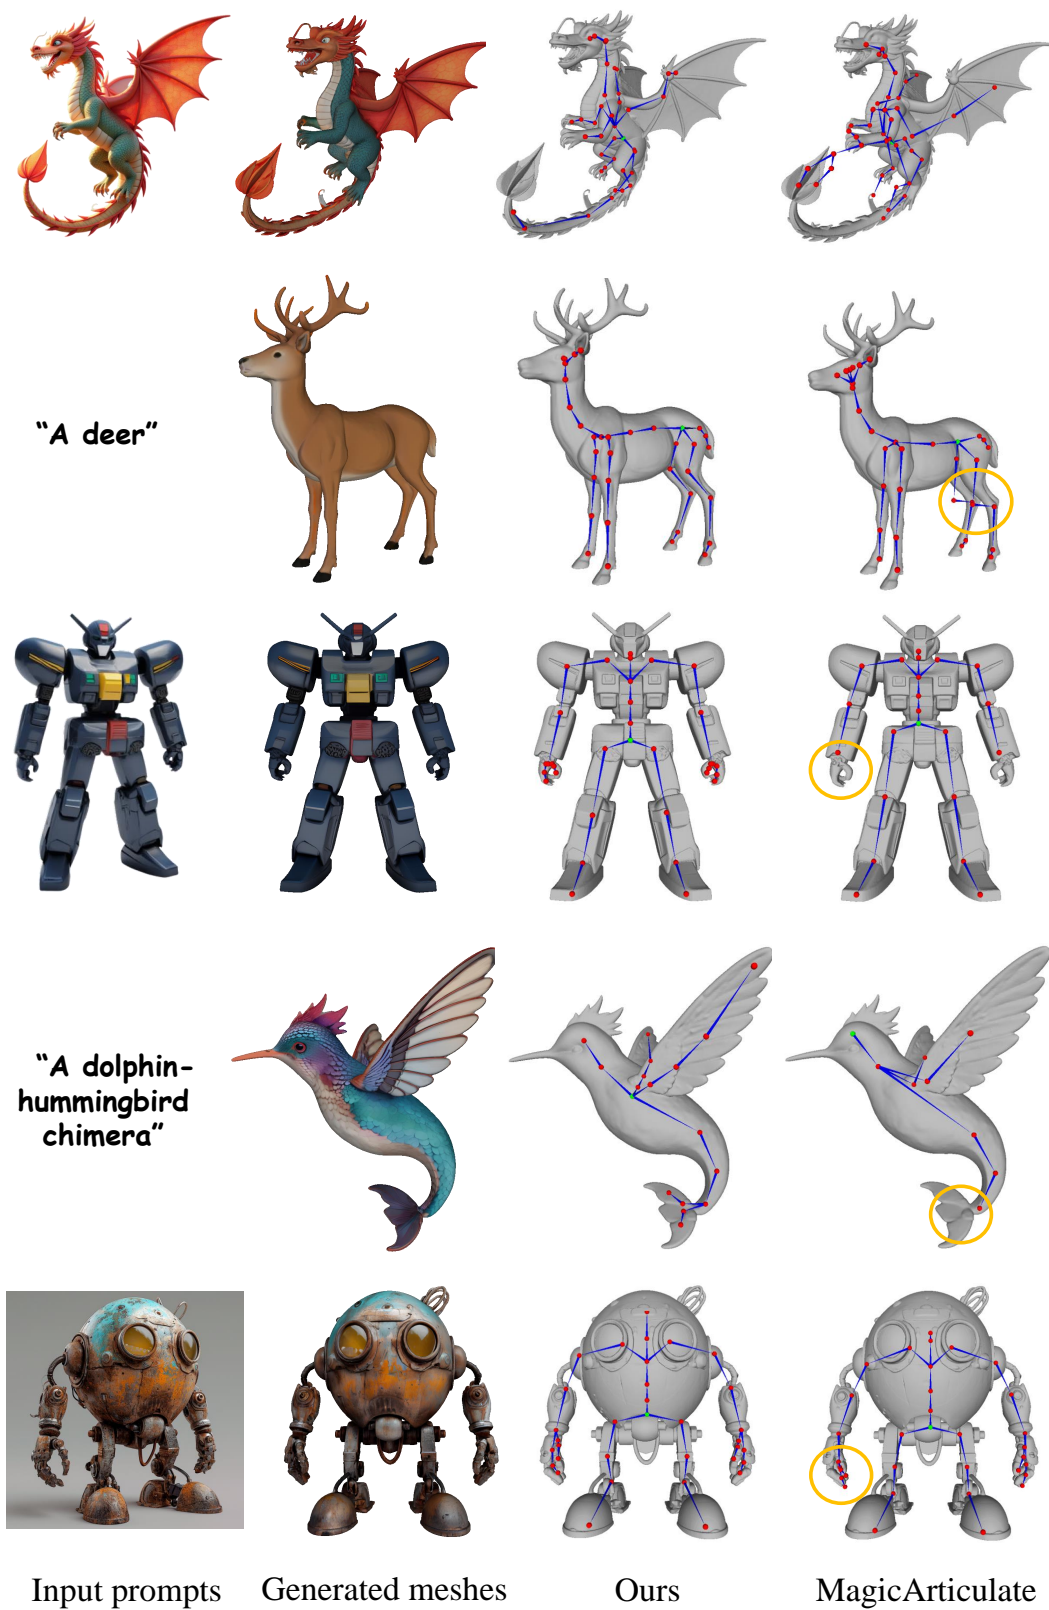 “A deer”
“A dolphin-
hummingbird
chimera”
Input prompts
Generated meshes
Ours
MagicArticulate